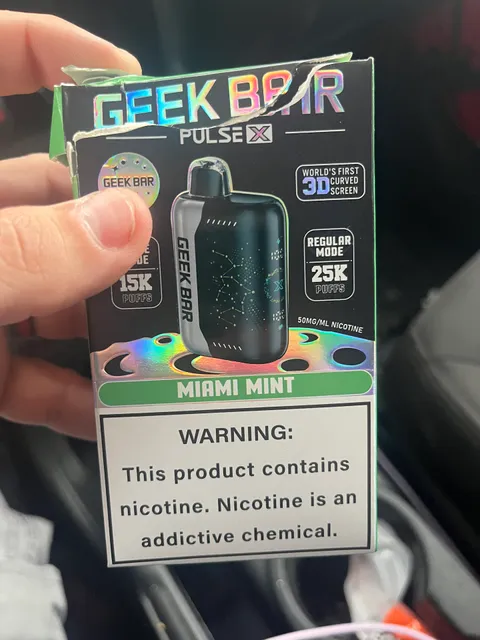 GEEK BAR
PULSE X
GEEK BAR
WORLD'S FIRST
3D CURVED
SCREEN
GEEK BAR
DE
15K
PUFFS
REGULAR
MODE
25K
PUFFS
50MG/ML NICOTINE
MIAMI MINT
WARNING:
This product contains
nicotine. Nicotine is an
addictive chemical.